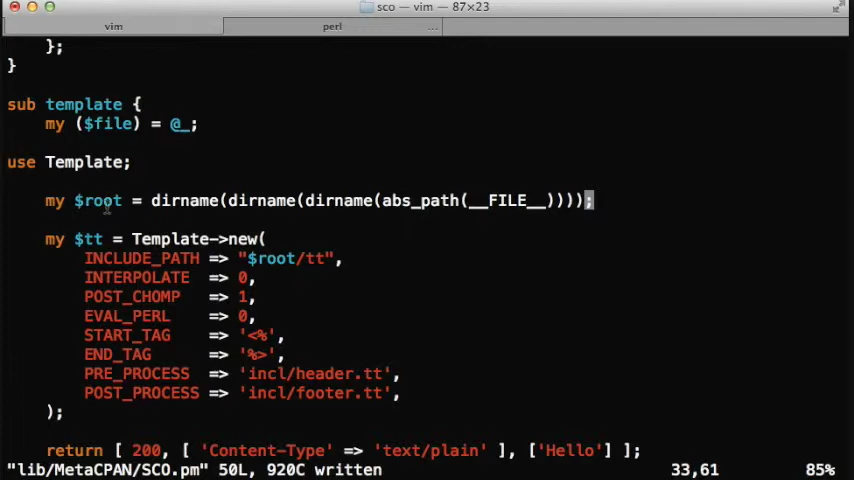 sco — vim — 87×23
vim
perl
...
};
}
sub template {
my ($file) = @_;
use Template;
my $root = dirname(dirname(dirname(abs_path(__FILE__))));
my $tt = Template->new(
INCLUDE_PATH => "$root/tt",
INTERPOLATE => 0,
POST_CHOMP => 1,
EVAL_PERL => 0,
START_TAG => '<%',
END_TAG => '%>',
PRE_PROCESS => 'incl/header.tt',
POST_PROCESS => 'incl/footer.tt',
);
return [ 200, [ 'Content-Type' => 'text/plain' ], ['Hello'] ];
"lib/MetaCPAN/SCO.pm" 50L, 920C written 33,61 85%